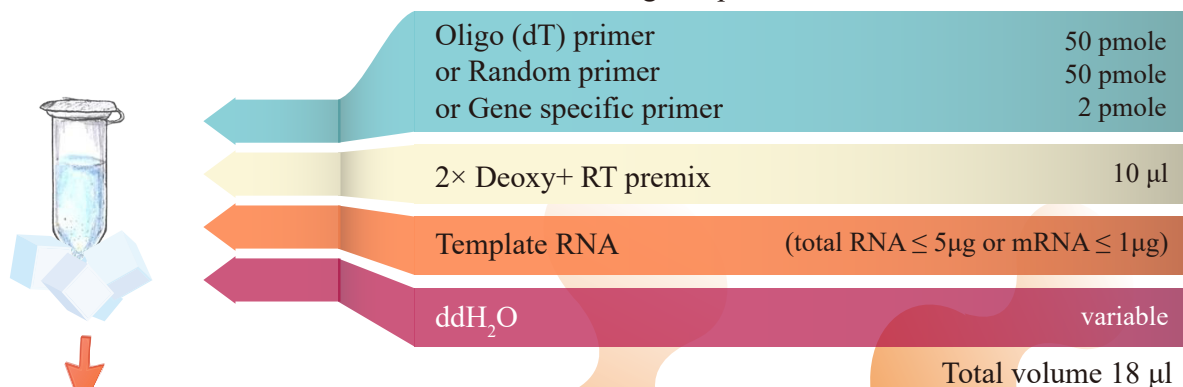 Oligo (dT) primer 50 pmole
or Random primer 50 pmole
or Gene specific primer 2 pmole
2× Deoxy+ RT premix 10 μl
Template RNA (total RNA ≤ 5μg or mRNA ≤ 1μg)
ddH₂O variable
Total volume 18 μl